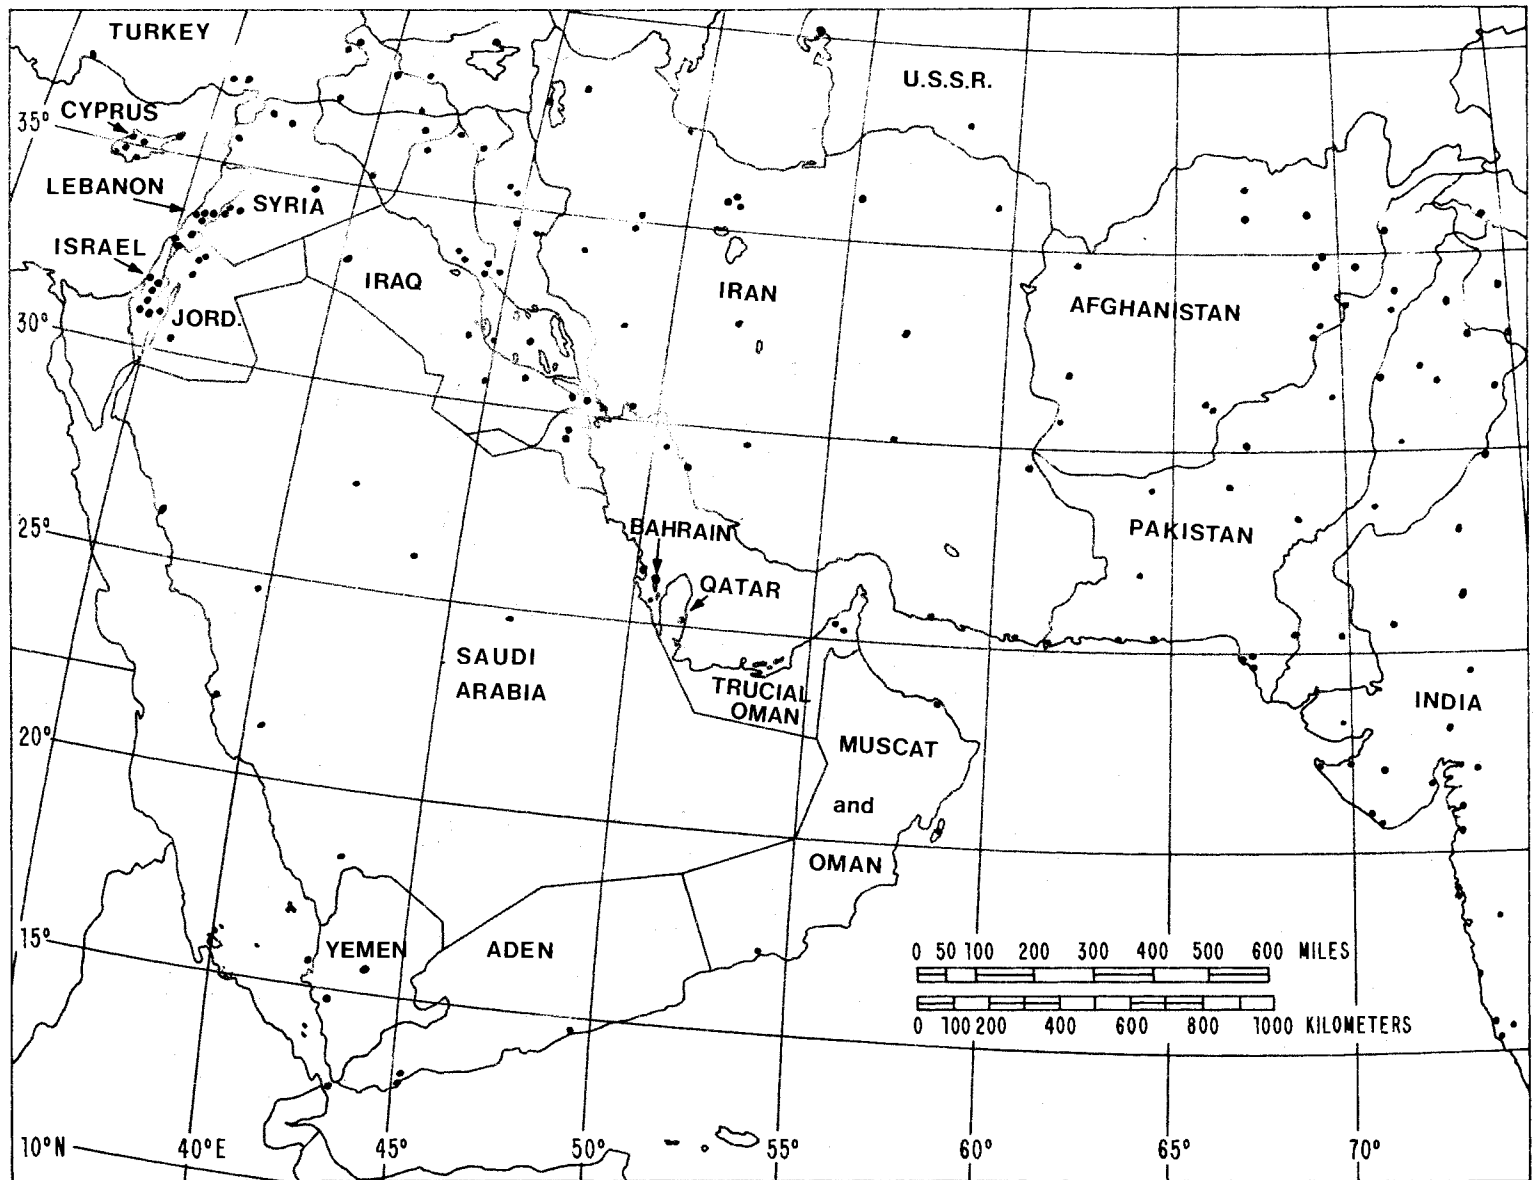 TURKEY
U.S.S.R.
CYPRUS
35°
LEBANON
SYRIA
ISRAEL
IRAQ
IRAN
AFGHANISTAN
JORD.
30°
BAHRAIN
PAKISTAN
25°
QATAR
SAUDI
ARABIA
TRUCIAL
OMAN
INDIA
20°
MUSCAT
and
OMAN
15°
YEMEN
ADEN
0 50 100 200 300 400 500 600 MILES
0 100 200 400 600 800 1000 KILOMETERS
10°N 40°E 45° 50° 55° 60° 65° 70°